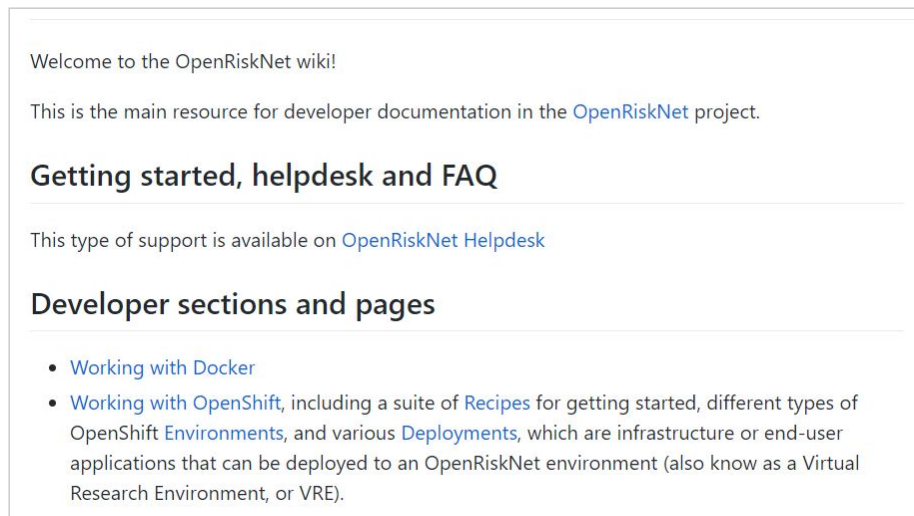 Welcome to the OpenRiskNet wiki!
This is the main resource for developer documentation in the OpenRiskNet project.
Getting started, helpdesk and FAQ
This type of support is available on OpenRiskNet Helpdesk
Developer sections and pages
• Working with Docker
• Working with OpenShift, including a suite of Recipes for getting started, different types of
OpenShift Environments, and various Deployments, which are infrastructure or end-user
applications that can be deployed to an OpenRiskNet environment (also know as a Virtual
Research Environment, or VRE).